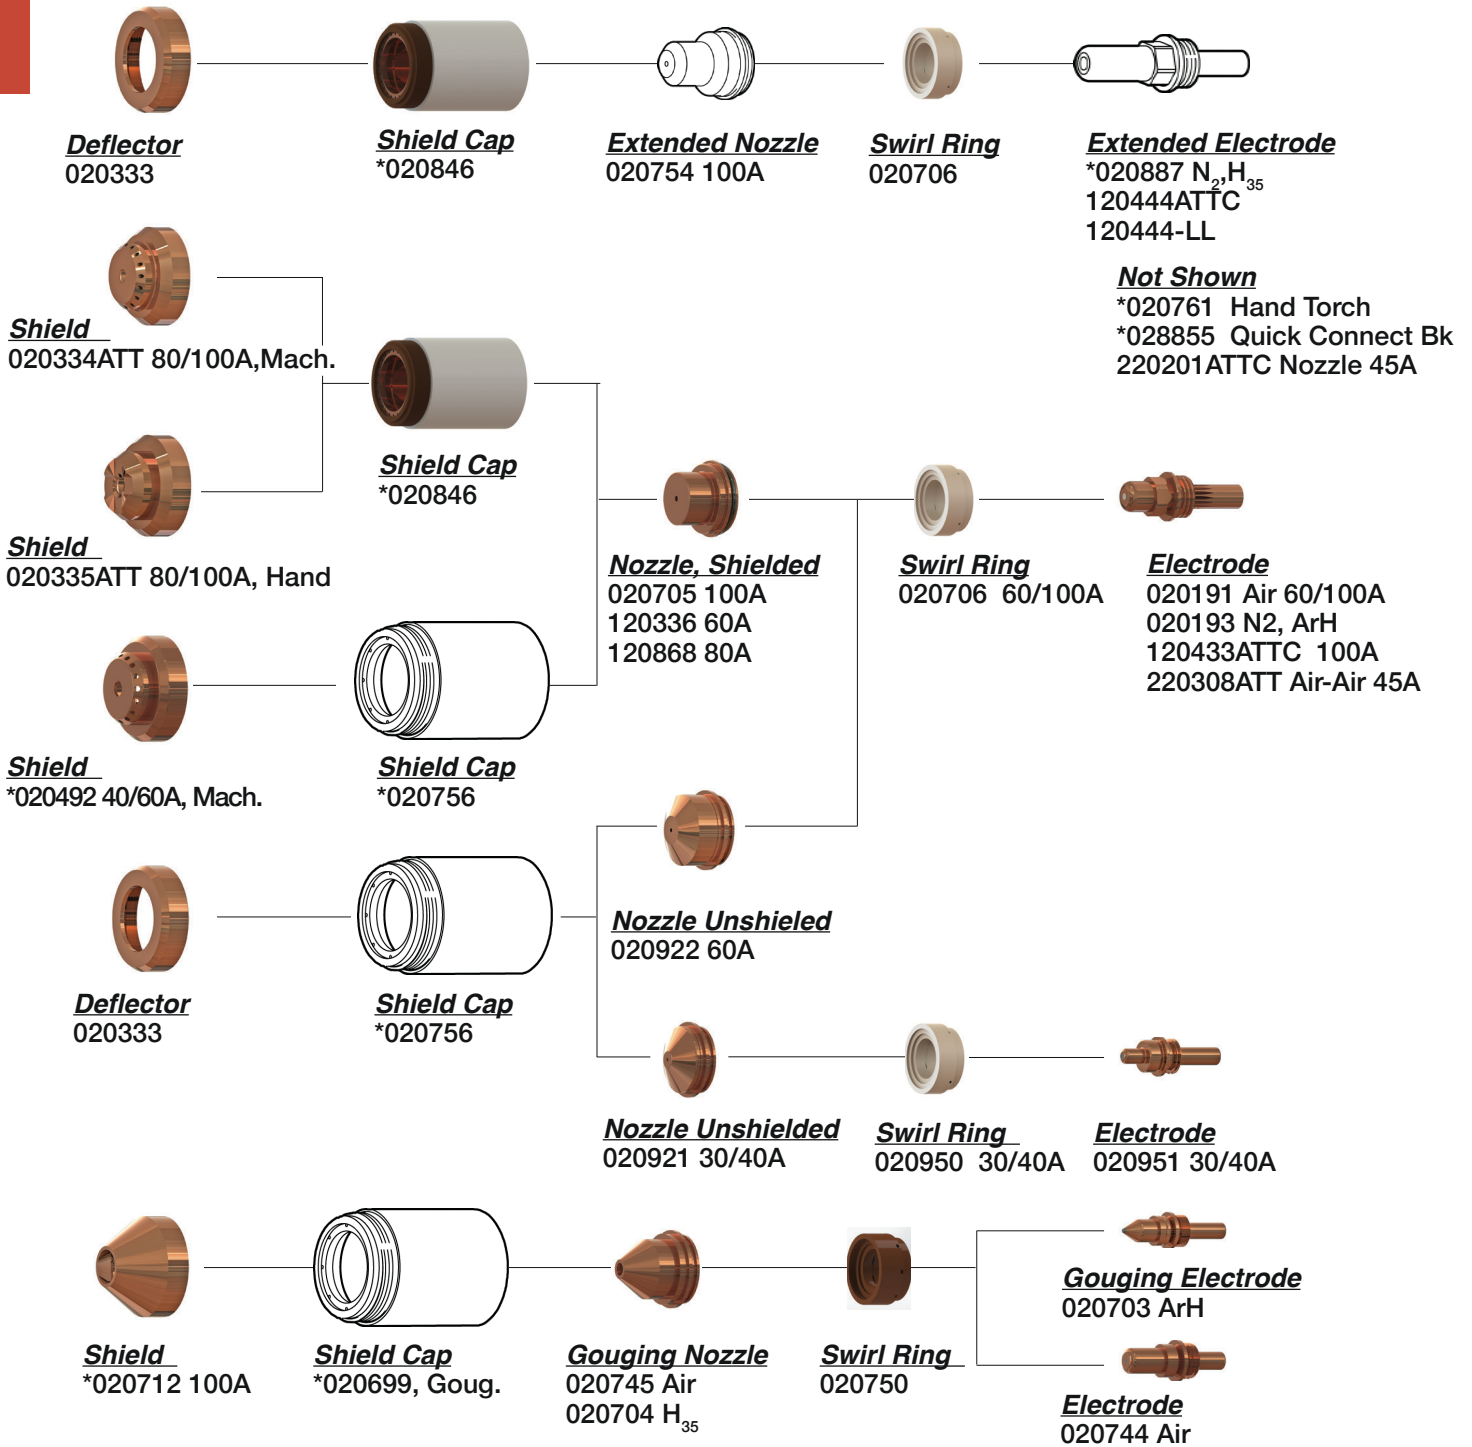 Deflector
020333
Shield Cap
*020846
Extended Nozzle
020754 100A
Swirl Ring
020706
Extended Electrode
*020887 N2,H35
120444ATTC
120444-LL
Not Shown
*020761 Hand Torch
*028855 Quick Connect Bk
220201ATTC Nozzle 45A
Shield
020334ATT 80/100A,Mach.
Shield Cap
*020846
Shield
020335ATT 80/100A, Hand
Nozzle, Shielded
020705 100A
120336 60A
120868 80A
Swirl Ring
020706 60/100A
Electrode
020191 Air 60/100A
020193 N2, ArH
120433ATTC 100A
220308ATT Air-Air 45A
Shield
*020492 40/60A, Mach.
Shield Cap
*020756
Nozzle Unshieled
020922 60A
Deflector
020333
Shield Cap
*020756
Nozzle Unshielded
020921 30/40A
Swirl Ring
020950 30/40A
Electrode
020951 30/40A
Shield
*020712 100A
Shield Cap
*020699, Goug.
Gouging Nozzle
020745 Air
020704 H35
Swirl Ring
020750
Gouging Electrode
020703 ArH
Electrode
020744 Air